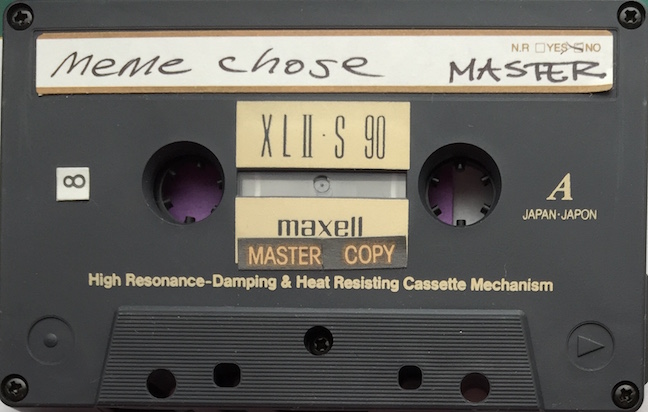 N.R □YES □NO
Meme chose MASTER
XLII·S 90
8
A
JAPAN·JAPON
maxell
MASTER COPY
High Resonance-Damping & Heat Resisting Cassette Mechanism